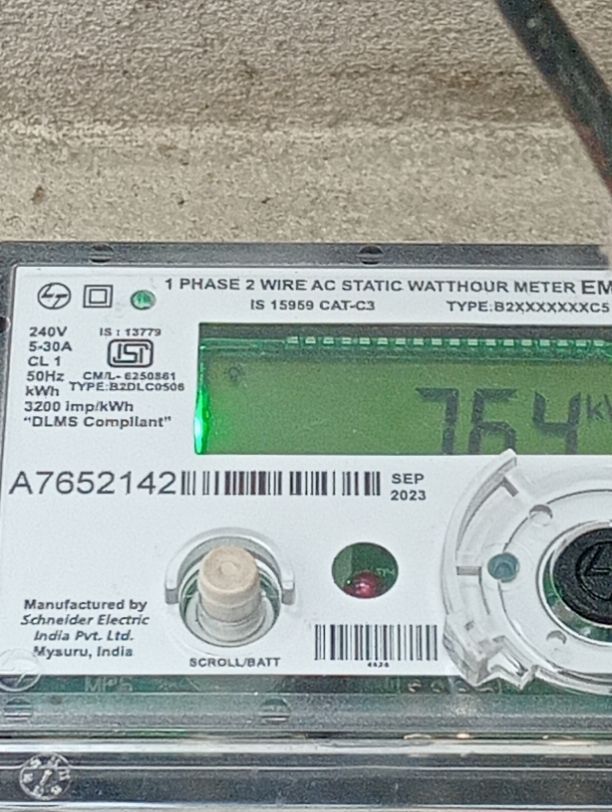 1 PHASE 2 WIRE AC STATIC WATTHOUR METER EM
IS 15959 CAT-C3 TYPE:B2XXXXXXXC5
240V IS : 13779
5-30A
CL 1
50Hz CM/L- 6250861
kWh TYPE:B2DLC0506
3200 imp/kWh
"DLMS Compliant"
764
A7652142
SEP
2023
Manufactured by
Schneider Electric
India Pvt. Ltd.
Mysuru, India
SCROLL/BATT